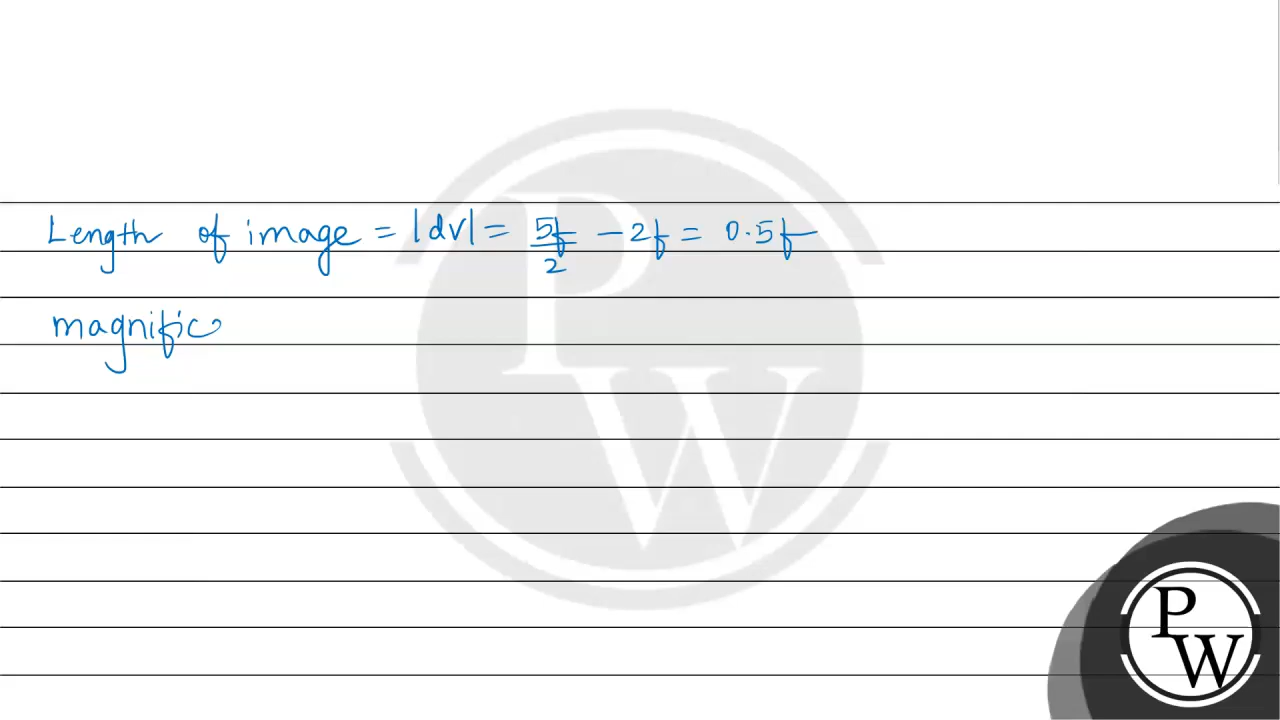 Length of image = |dv| = 5f/2 - 2f = 0.5f
magnific
P
W
P
W